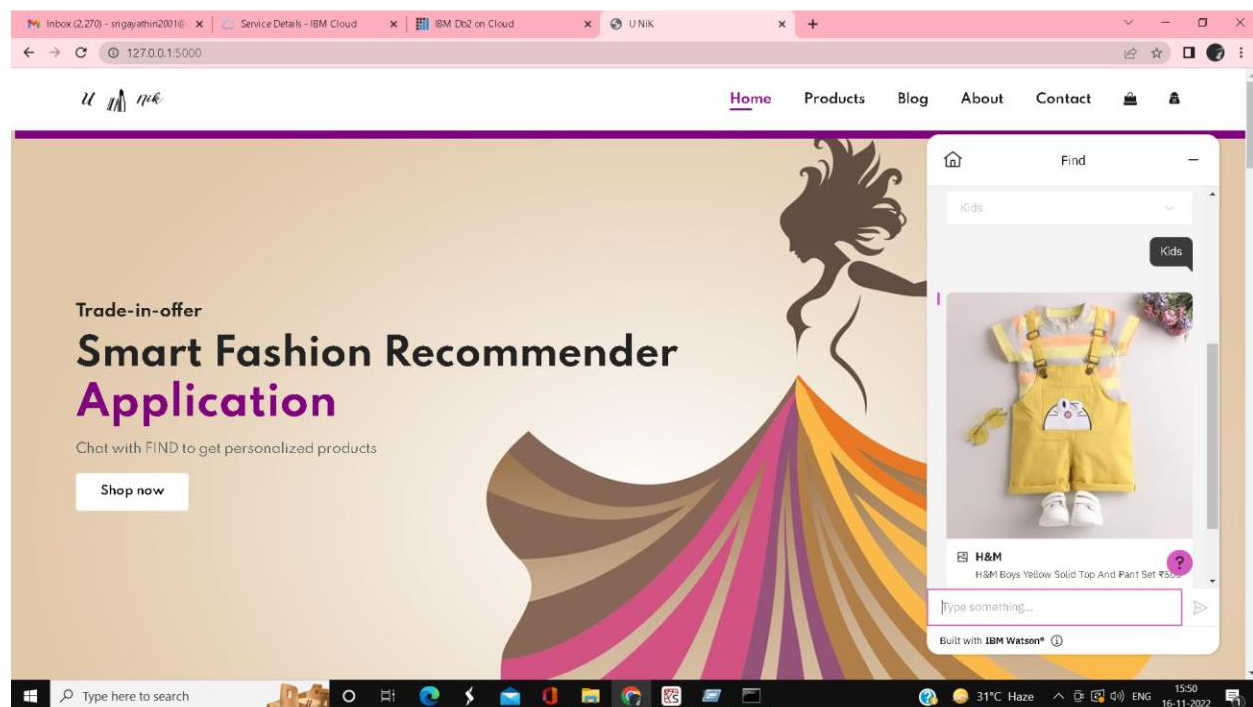 Inbox (2,270) - srigayathiri2001@
Service Details - IBM Cloud
IBM Db2 on Cloud
UNiK
127.0.0.1:5000
u nik
Home Products Blog About Contact
Find
Kids
Kids
Trade-in-offer
Smart Fashion Recommender
Application
Chat with FIND to get personalized products
Shop now
H&M
H&M Boys Yellow Solid Top And Pant Set
?
Type something...
Built with IBM Watson®
Type here to search
31°C Haze
ENG
15:50
16-11-2022